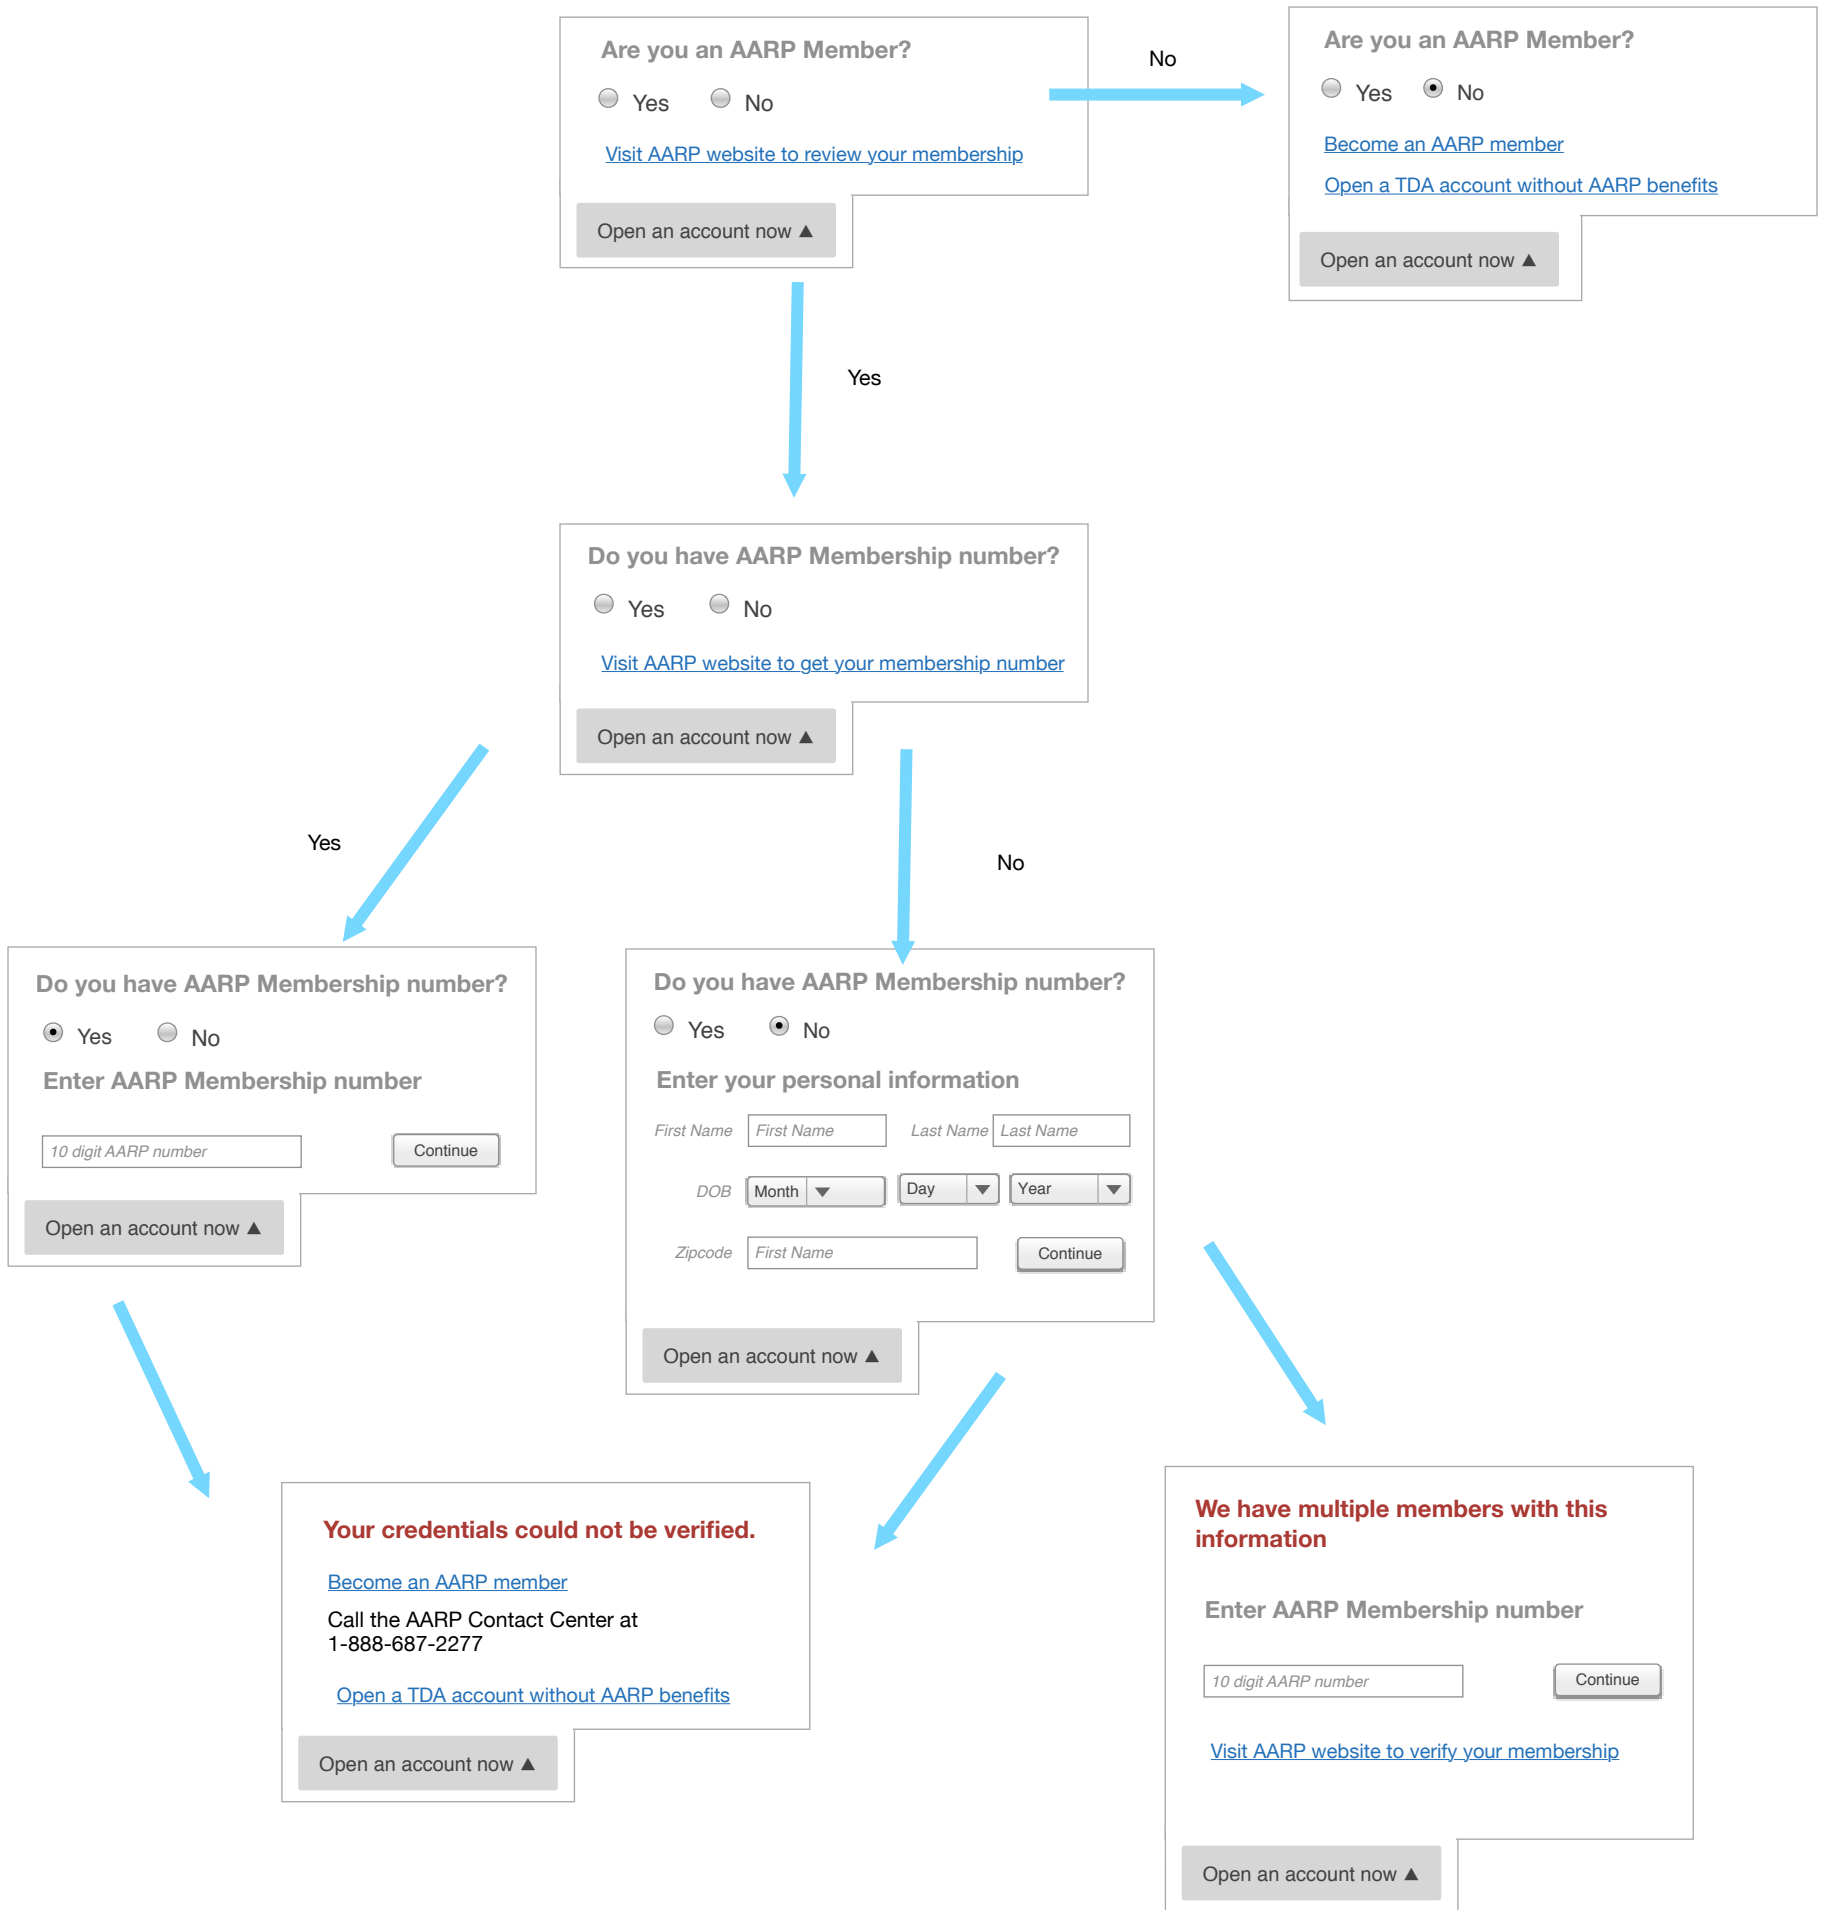 Are you an AARP Member?
Yes No
Visit AARP website to review your membership
Open an account now ▲
No
Are you an AARP Member?
Yes No
Become an AARP member
Open a TDA account without AARP benefits
Open an account now ▲
Yes
Do you have AARP Membership number?
Yes No
Visit AARP website to get your membership number
Open an account now ▲
Yes
No
Do you have AARP Membership number?
Yes No
Enter AARP Membership number
10 digit AARP number Continue
Open an account now ▲
Do you have AARP Membership number?
Yes No
Enter your personal information
First Name First Name Last Name Last Name
DOB Month Day Year
Zipcode First Name Continue
Open an account now ▲
Your credentials could not be verified.
Become an AARP member
Call the AARP Contact Center at
1-888-687-2277
Open a TDA account without AARP benefits
Open an account now ▲
We have multiple members with this
information
Enter AARP Membership number
10 digit AARP number Continue
Visit AARP website to verify your membership
Open an account now ▲